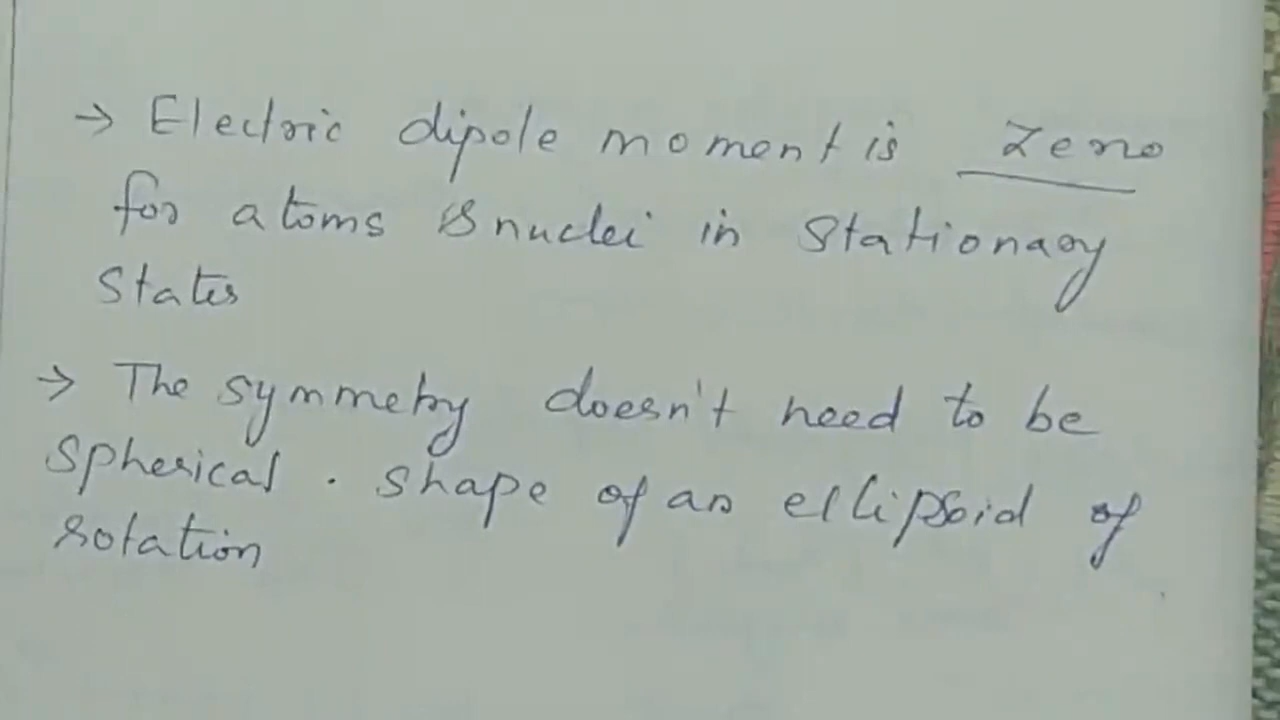 → Electric dipole moment is zero
for atoms & nuclei in stationary
states
→ The symmetry doesn't need to be
spherical. shape of an ellipsoid of
rotation